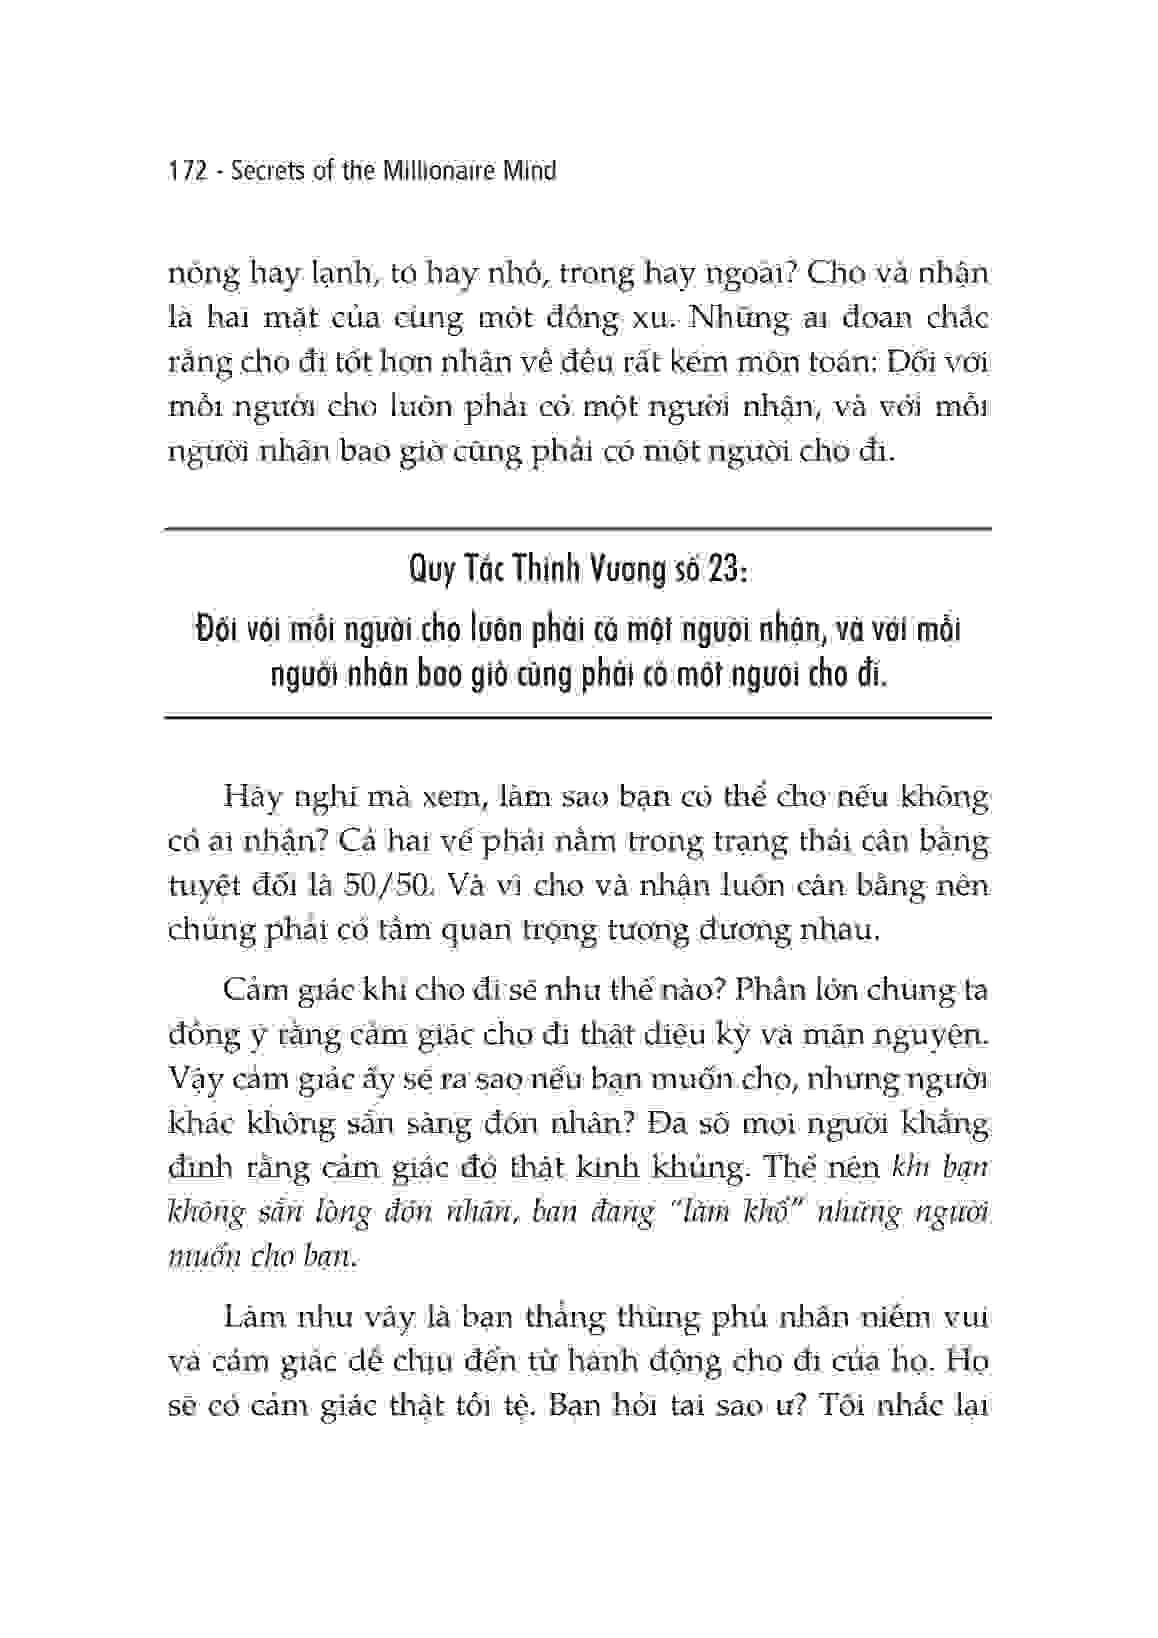 172 - Secrets of the Millionaire Mind
nóng hay lạnh, to hay nhỏ, trong hay ngoài? Cho và nhận
là hai mặt của cùng một đồng xu. Những ai đoan chắc
rằng cho đi tốt hơn nhận về đều rất kém môn toán: Đối với
mỗi người cho luôn phải có một người nhận, và với mỗi
người nhận bao giờ cũng phải có một người cho đi.
Quy Tắc Thịnh Vượng số 23:
Đối với mỗi người cho luôn phải có một người nhận, và với mỗi
người nhận bao giờ cũng phải có một người cho đi.
Hãy nghĩ mà xem, làm sao bạn có thể cho nếu không
có ai nhận? Cả hai vế phải nằm trong trạng thái cân bằng
tuyệt đối là 50/50. Và vì cho và nhận luôn cân bằng nên
chúng phải có tầm quan trọng tương đương nhau.
Cảm giác khi cho đi sẽ như thế nào? Phần lớn chúng ta
đồng ý rằng cảm giác cho đi thật diệu kỳ và mãn nguyện.
Vậy cảm giác ấy sẽ ra sao nếu bạn muốn cho, nhưng người
khác không sẵn sàng đón nhận? Đa số mọi người khẳng
định rằng cảm giác đó thật kinh khủng. Thế nên khi bạn
không sẵn lòng đón nhận, bạn đang “làm khổ” những người
muốn cho bạn.
Làm như vậy là bạn thẳng thừng phủ nhận niềm vui
và cảm giác dễ chịu đến từ hành động cho đi của họ. Họ
sẽ có cảm giác thật tồi tệ. Bạn hỏi tại sao ư? Tôi nhắc lại